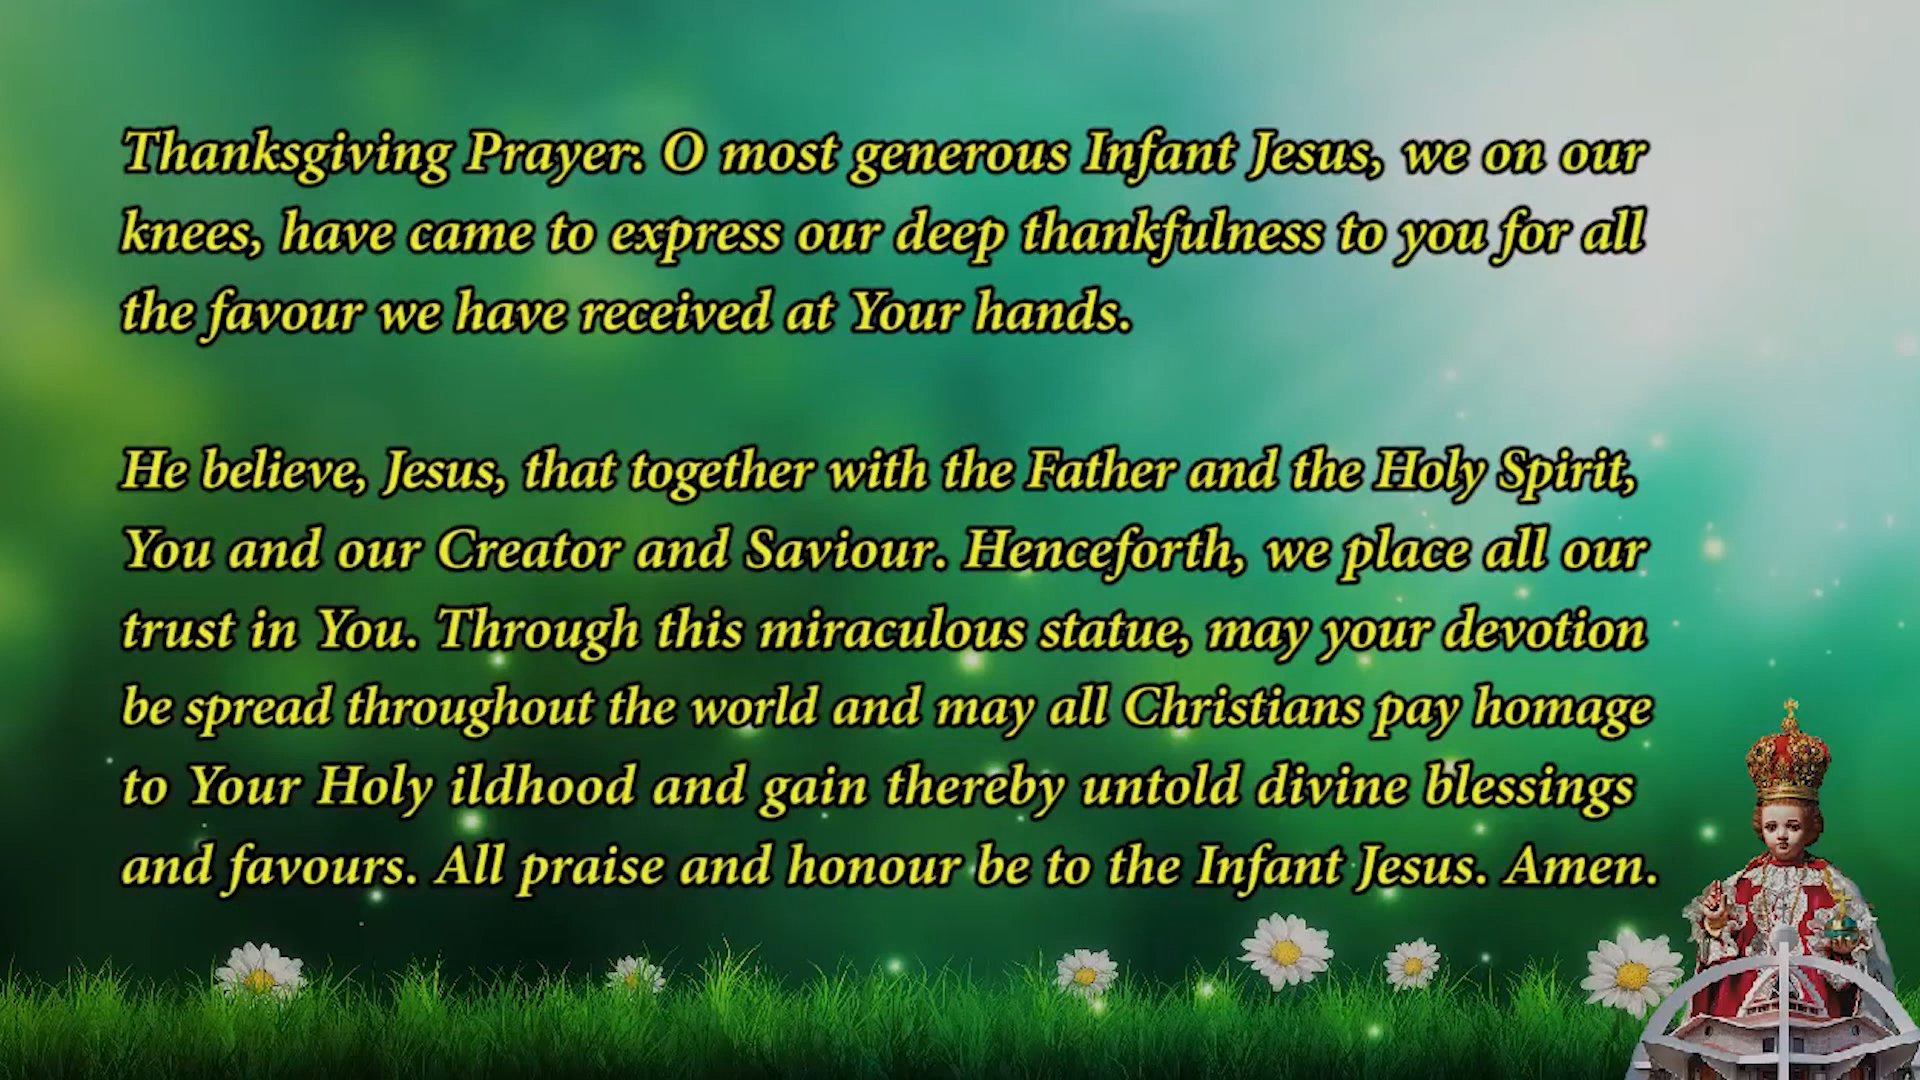 Thanksgiving Prayer: O most generous Infant Jesus, we on our
knees, have came to express our deep thankfulness to you for all
the favour we have received at Your hands.
He believe, Jesus, that together with the Father and the Holy Spirit,
You and our Creator and Saviour. Henceforth, we place all our
trust in You. Through this miraculous statue, may your devotion
be spread throughout the world and may all Christians pay homage
to Your Holy ildhood and gain thereby untold divine blessings
and favours. All praise and honour be to the Infant Jesus. Amen.